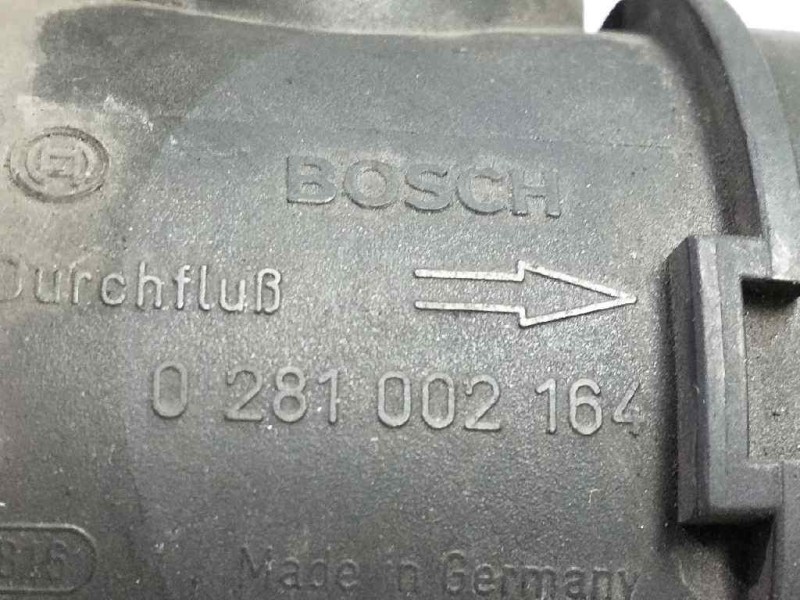 BOSCH
Durchfluß
0 281 002 164
Made in Germany